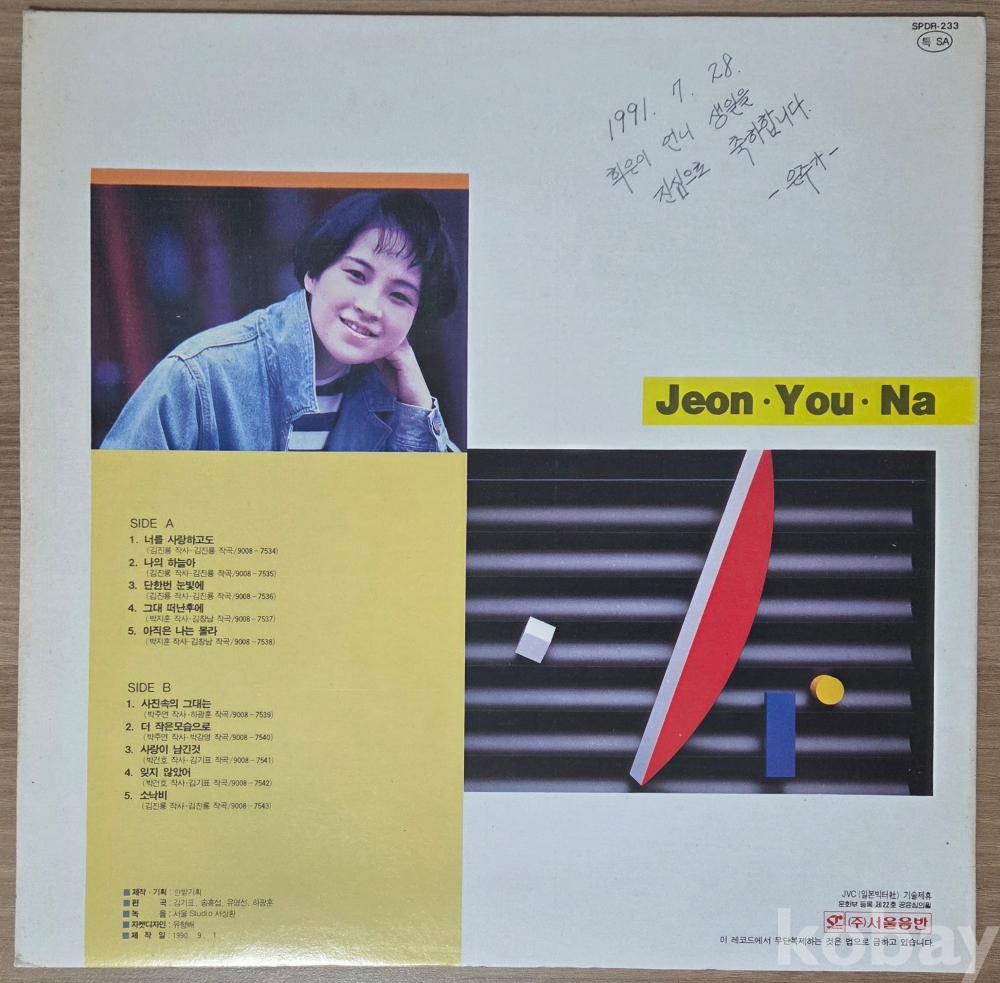 SPDR-233
특 SA
1991. 7. 28.
희은이 언니 생일을
진심으로 축하합니다.
- 은주가 -
Jeon·You·Na
SIDE A
1. 너를 사랑하고도
(김진룡 작사·김진룡 작곡/9008-7534)
2. 나의 하늘아
(김진룡 작사·김진룡 작곡/9008-7535)
3. 단한번 눈빛에
(김진룡 작사·김진룡 작곡/9008-7536)
4. 그대 떠난후에
(박지훈 작사·김창남 작곡/9008-7537)
5. 아직은 나는 몰라
(박지훈 작사·김창남 작곡/9008-7538)
SIDE B
1. 사진속의 그대는
(박주연 작사·하광훈 작곡/9008-7539)
2. 더 작은모습으로
(박주연 작사·박강영 작곡/9008-7540)
3. 사랑이 남긴것
(박건호 작사·김기표 작곡/9008-7541)
4. 잊지 않았어
(박건호 작사·김기표 작곡/9008-7542)
5. 소낙비
(김진룡 작사·김진룡 작곡/9008-7543)
■ 제작·기획 : 한밭기획
■ 편 곡 : 김기표, 송홍섭, 유영선, 하광훈
■ 녹 음 : 서울 Studio 서상환
■ 자켓디자인 : 유향배
■ 제 작 일 : 1990. 9. 1
JVC (일본빅터社) 기술제휴
문화부 등록 제22호 공윤심의필
(주)서울음반
이 레코드에서 무단복제하는 것은 법으로 금하고 있습니다.
kobay